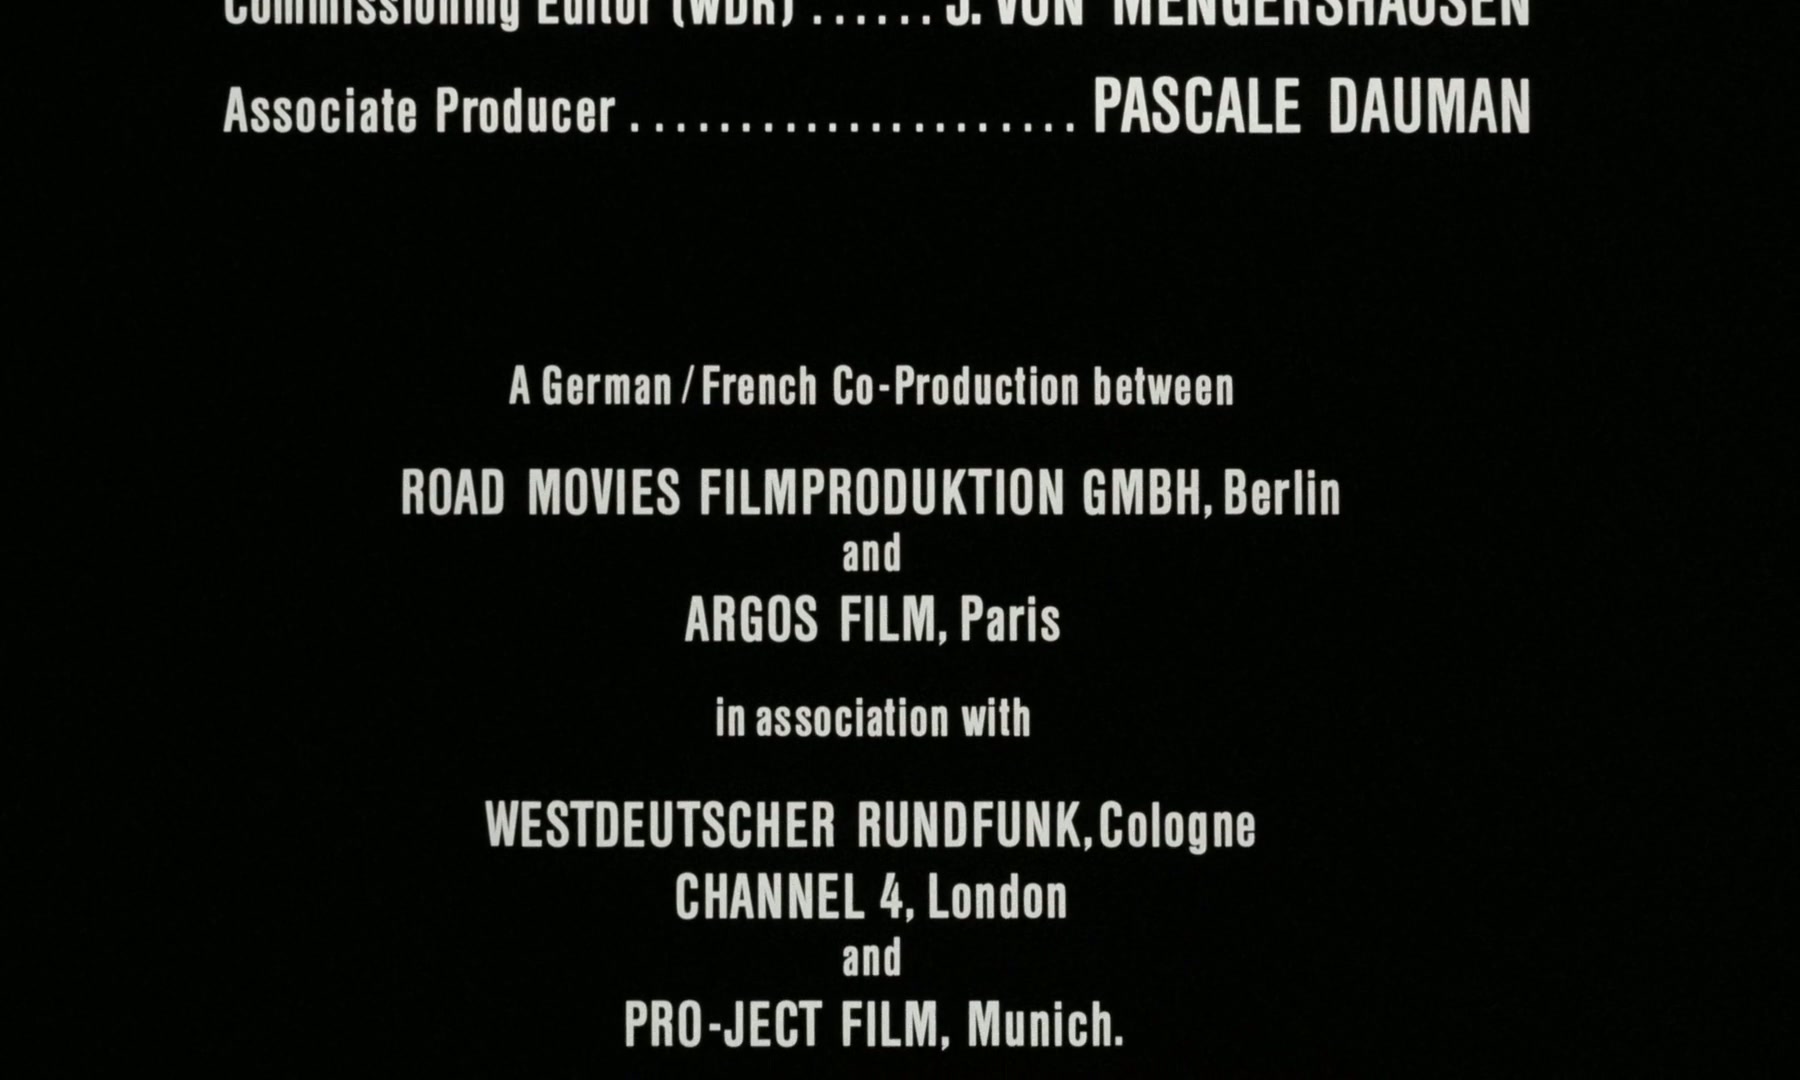 Commissioning Editor (WDR) ...... J. VON MENGERSHAUSEN
Associate Producer ..................... PASCALE DAUMAN
A German / French Co-Production between
ROAD MOVIES FILMPRODUKTION GMBH, Berlin
and
ARGOS FILM, Paris
in association with
WESTDEUTSCHER RUNDFUNK, Cologne
CHANNEL 4, London
and
PRO-JECT FILM, Munich.